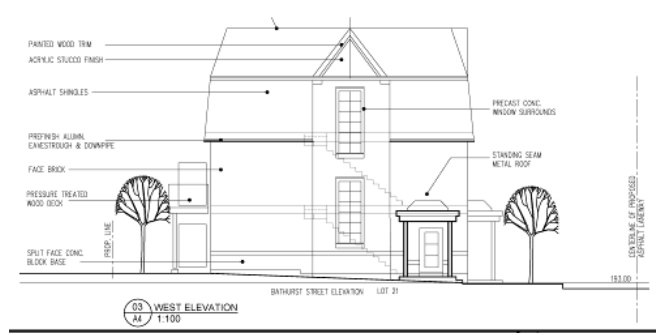 PAINTED WOOD TRIM
ACRYLIC STUCCO FINISH
ASPHALT SHINGLES
PRECAST CONC.
WINDOW SURROUNDS
PREFINISH ALUMN.
EAVESTROUGH & DOWNPIPE
FACE BRICK
STANDING SEAM
METAL ROOF
PRESSURE TREATED
WOOD DECK
PROP. LINE
SPLIT FACE CONC.
BLOCK BASE
CENTERLINE OF PROPOSED
ASPHALT LANEWAY
193.00
BATHURST STREET ELEVATION LOT 21
03 WEST ELEVATION
A4 1:100